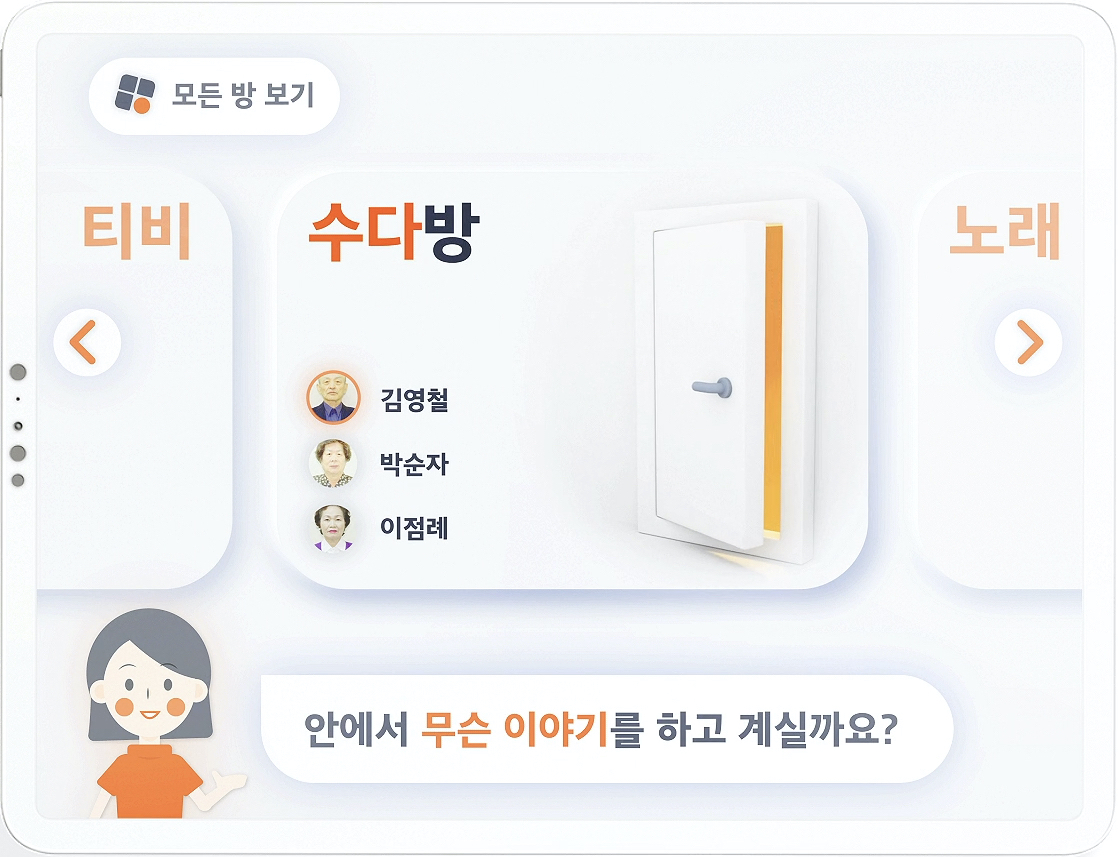 모든 방 보기
티비
수다방
노래
김영철
박순자
이점례
안에서 무슨 이야기를 하고 계실까요?